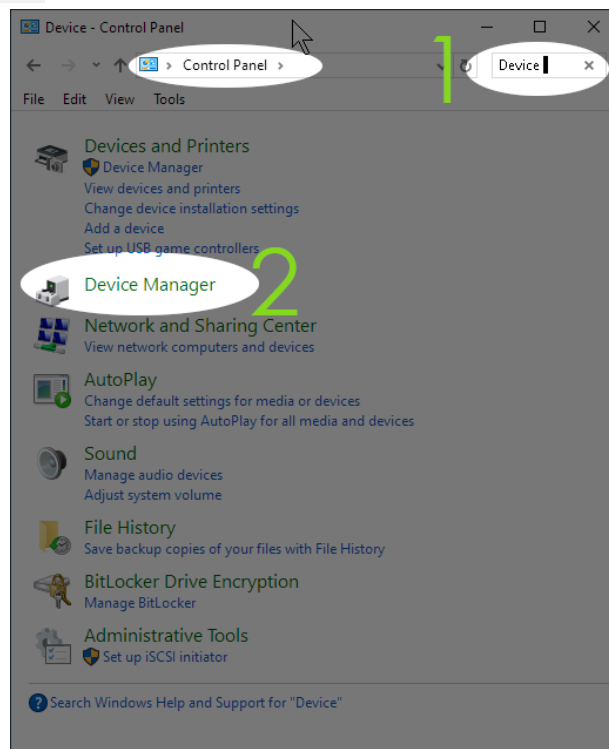 Device - Control Panel
Control Panel
1
Device
File Edit View Tools
Devices and Printers
Device Manager
View devices and printers
Change device installation settings
Add a device
Set up USB game controllers
Device Manager
2
Network and Sharing Center
View network computers and devices
AutoPlay
Change default settings for media or devices
Start or stop using AutoPlay for all media and devices
Sound
Manage audio devices
Adjust system volume
File History
Save backup copies of your files with File History
BitLocker Drive Encryption
Manage BitLocker
Administrative Tools
Set up iSCSI initiator
Search Windows Help and Support for "Device"